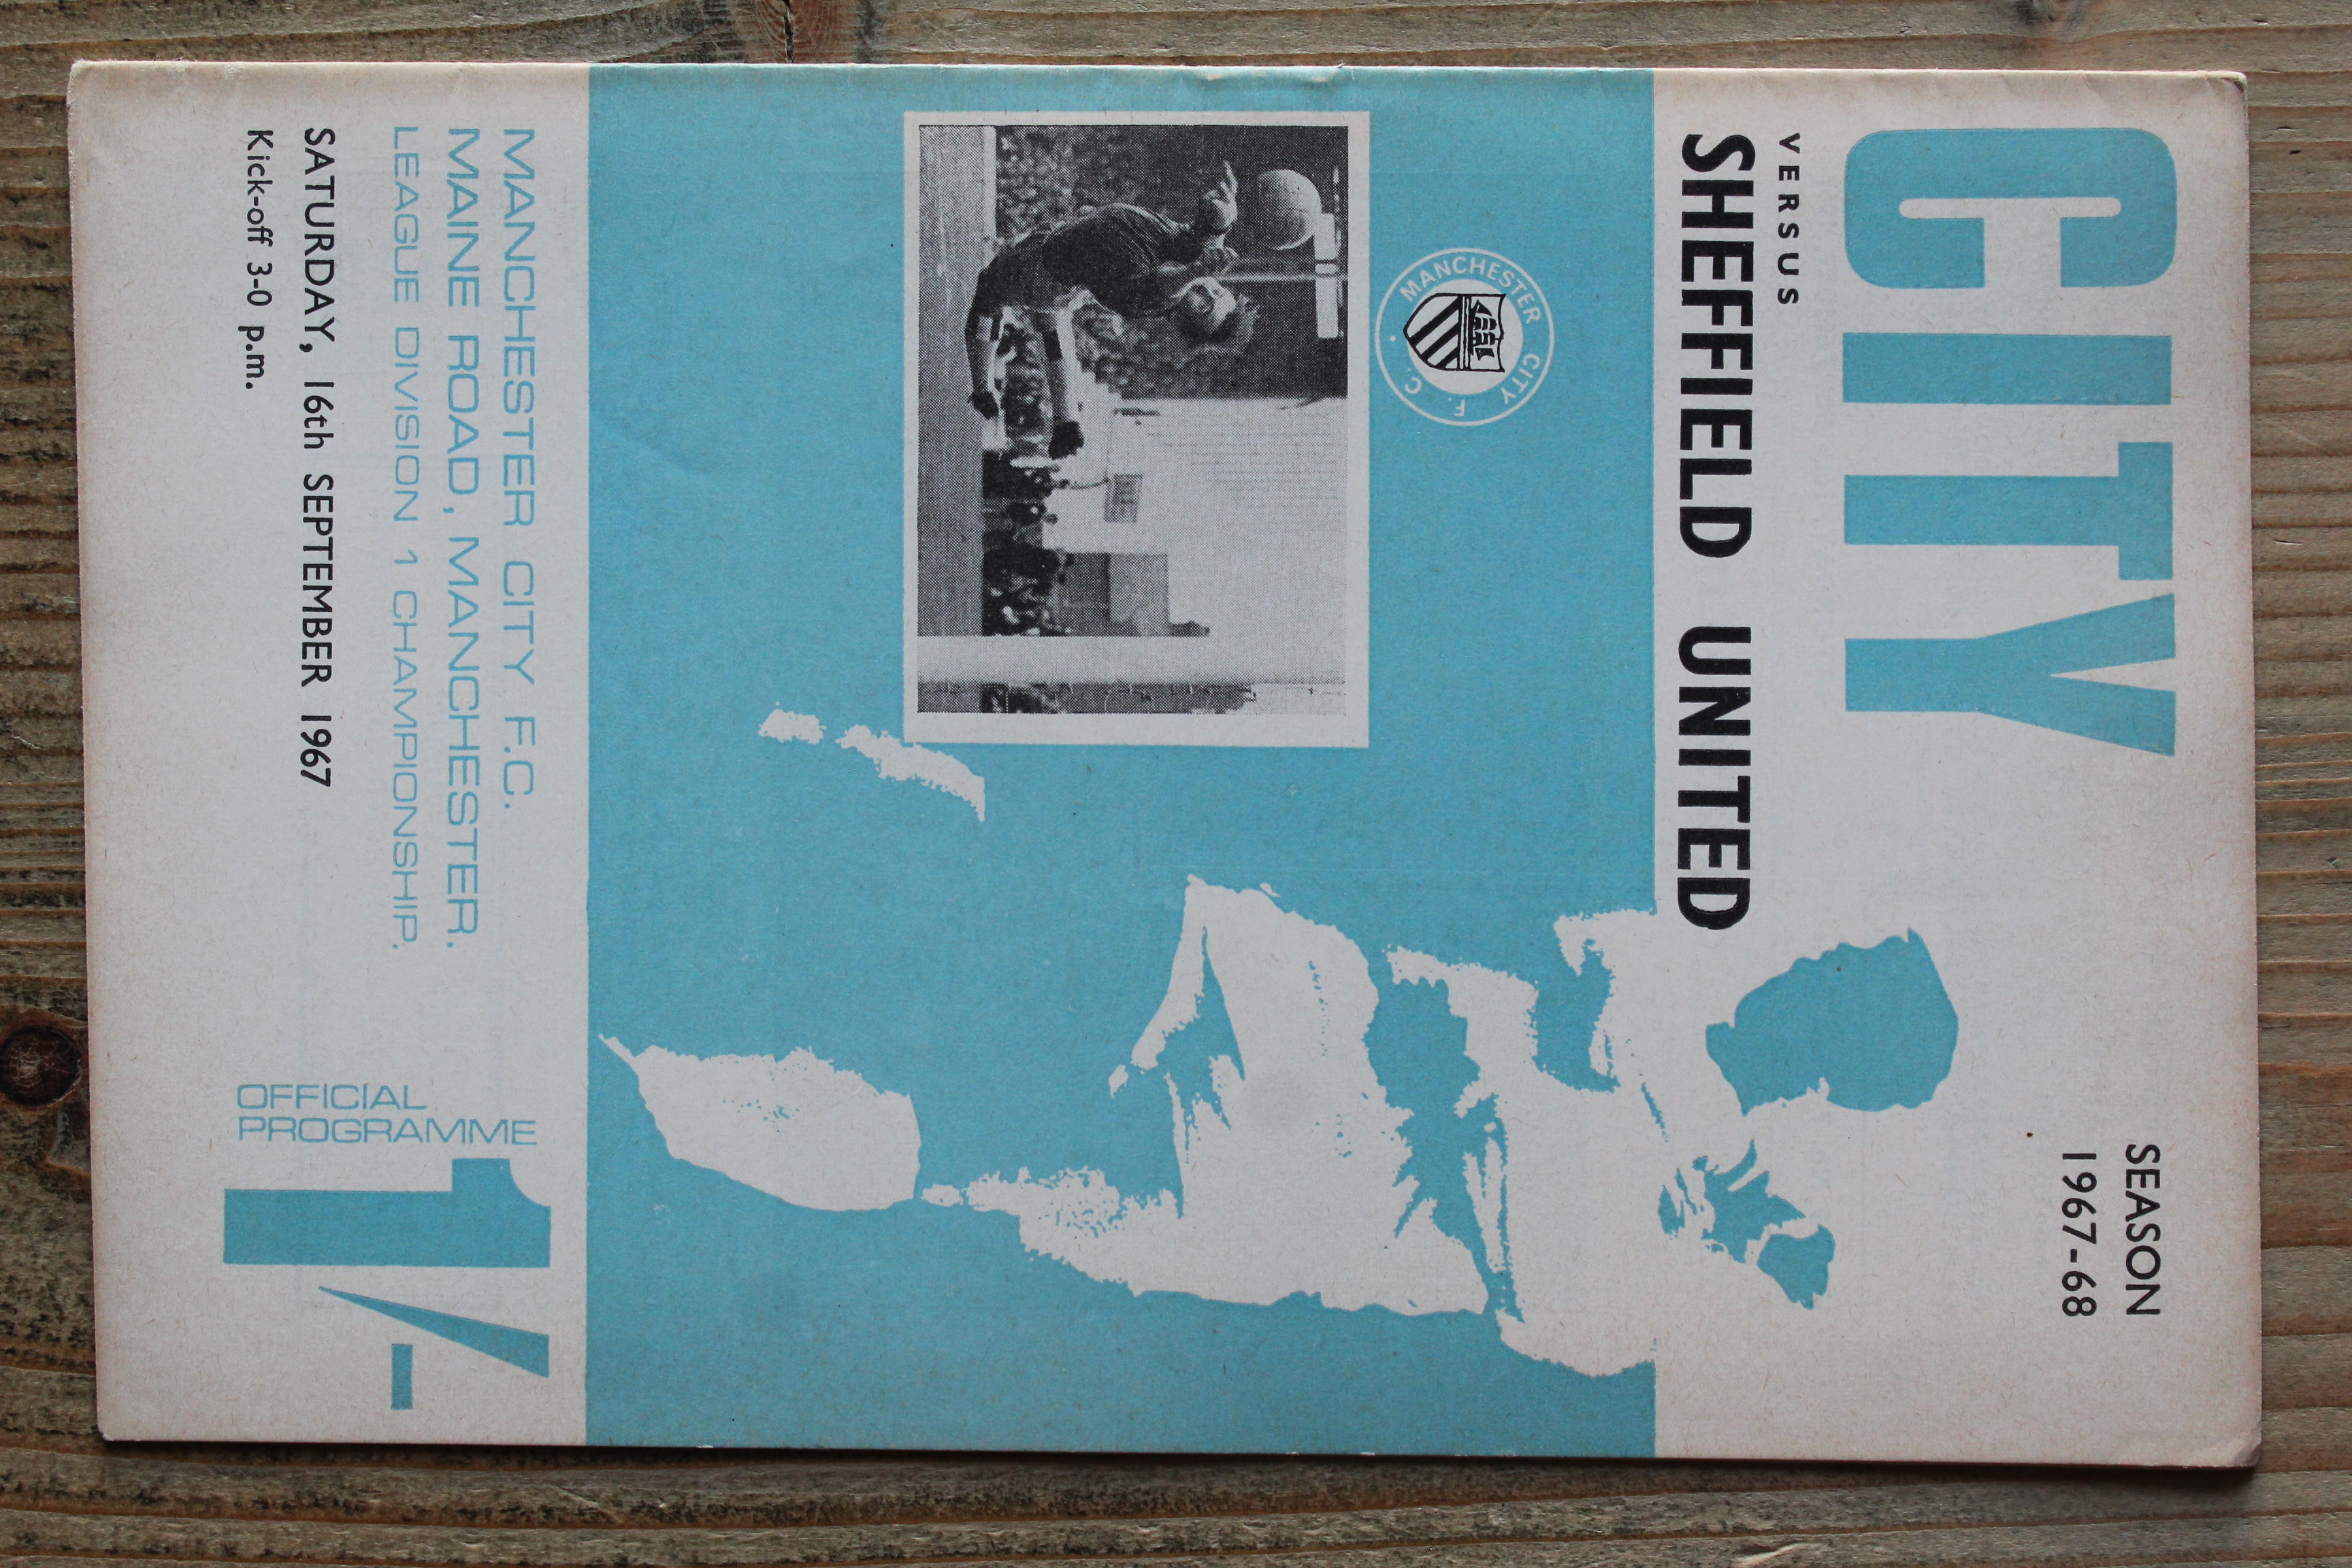 CITY
SEASON
1967-68
VERSUS
SHEFFIELD UNITED
MANCHESTER CITY F. C.
MANCHESTER CITY F.C.
MAINE ROAD, MANCHESTER.
LEAGUE DIVISION 1 CHAMPIONSHIP.
SATURDAY, 16th SEPTEMBER 1967
Kick-off 3-0 p.m.
OFFICIAL
PROGRAMME
1/-